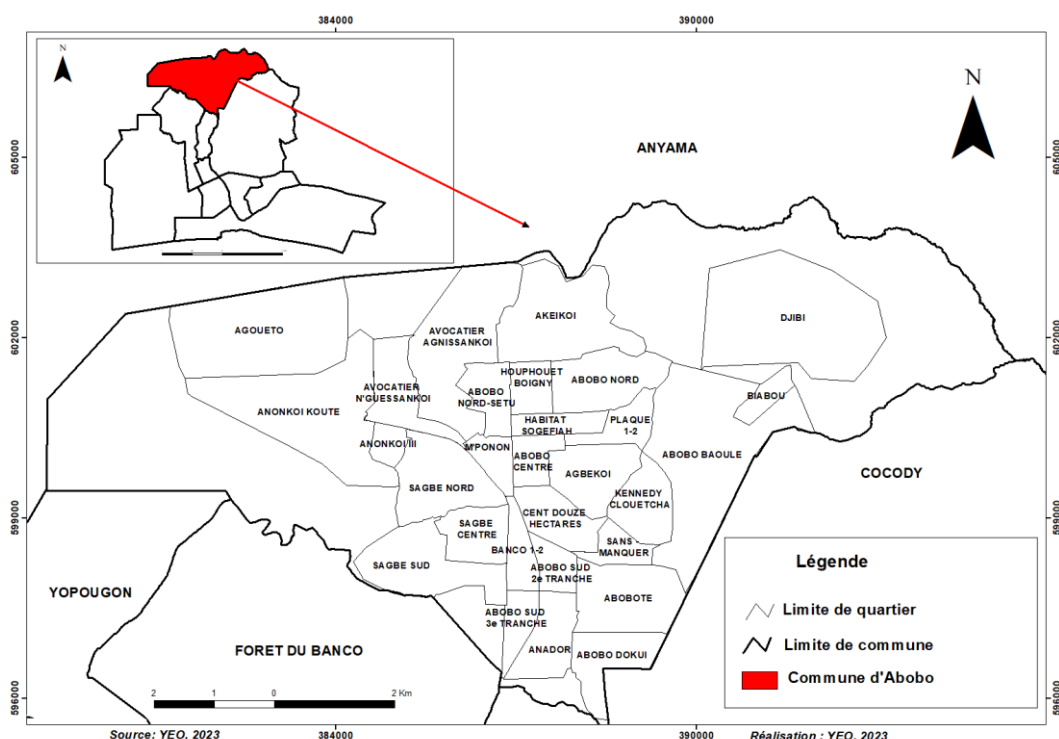 384000
390000
N
N
ANYAMA
605000
605000
AKEIKOI
DJIBI
AGOUETO
AVOCATIER
AGNISSANKOI
602000
602000
HOUPHOUET
BOIGNY
ABOBO NORD
AVOCATIER
N'GUESSANKOI
ABOBO
NORD-SETU
BIABOU
ANONKOI KOUTE
HABITAT
SOGEFIAH
PLAQUE
1-2
ANONKOI III
M'PONON
ABOBO
CENTRE
ABOBO BAOULE
AGBEKOI
COCODY
SAGBE NORD
KENNEDY
CLOUETCHA
CENT DOUZE
HECTARES
599000
599000
SAGBE
CENTRE
SANS -
MANQUER
BANCO 1-2
SAGBE SUD
ABOBO SUD
2e TRANCHE
YOPOUGON
ABOBOTE
ABOBO SUD
3e TRANCHE
FORET DU BANCO
ANADOR
ABOBO DOKUI
Légende
Limite de quartier
Limite de commune
Commune d'Abobo
2 1 0 2 Km
596000
596000
Source: YEO, 2023
384000
390000
Réalisation : YEO, 2023